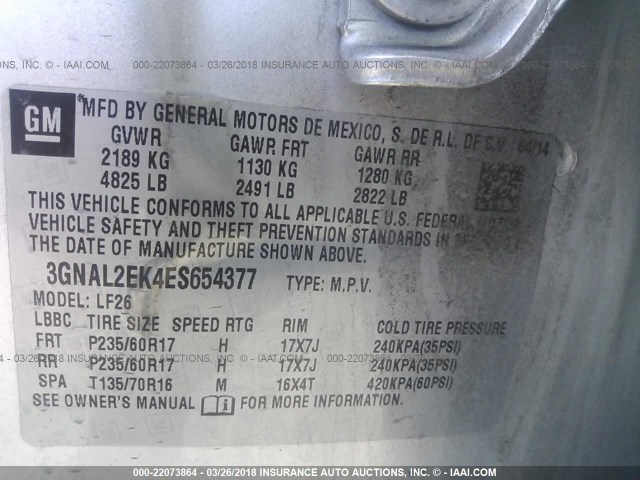 000-22073864 - 03/26/2018 - INSURANCE AUTO AUCTIONS, INC. - IAAI.COM
GM MFD BY GENERAL MOTORS DE MEXICO, S. DE R.L. DE C.V. 04/14
GVWR GAWR FRT GAWR RR
2189 KG 1130 KG 1280 KG
4825 LB 2491 LB 2822 LB
THIS VEHICLE CONFORMS TO ALL APPLICABLE U.S. FEDERAL MOTOR
VEHICLE SAFETY AND THEFT PREVENTION STANDARDS IN
THE DATE OF MANUFACTURE SHOWN ABOVE.
3GNAL2EK4ES654377 TYPE: M.P.V.
MODEL: LF26
LBBC TIRE SIZE SPEED RTG RIM COLD TIRE PRESSURE
FRT P235/60R17 H 17X7J 240KPA(35PSI)
RR P235/60R17 H 17X7J 240KPA(35PSI)
SPA T135/70R16 M 16X4T 420KPA(60PSI)
SEE OWNER'S MANUAL FOR MORE INFORMATION.
000-22073864 - 03/26/2018 - INSURANCE AUTO AUCTIONS, INC. - IAAI.COM